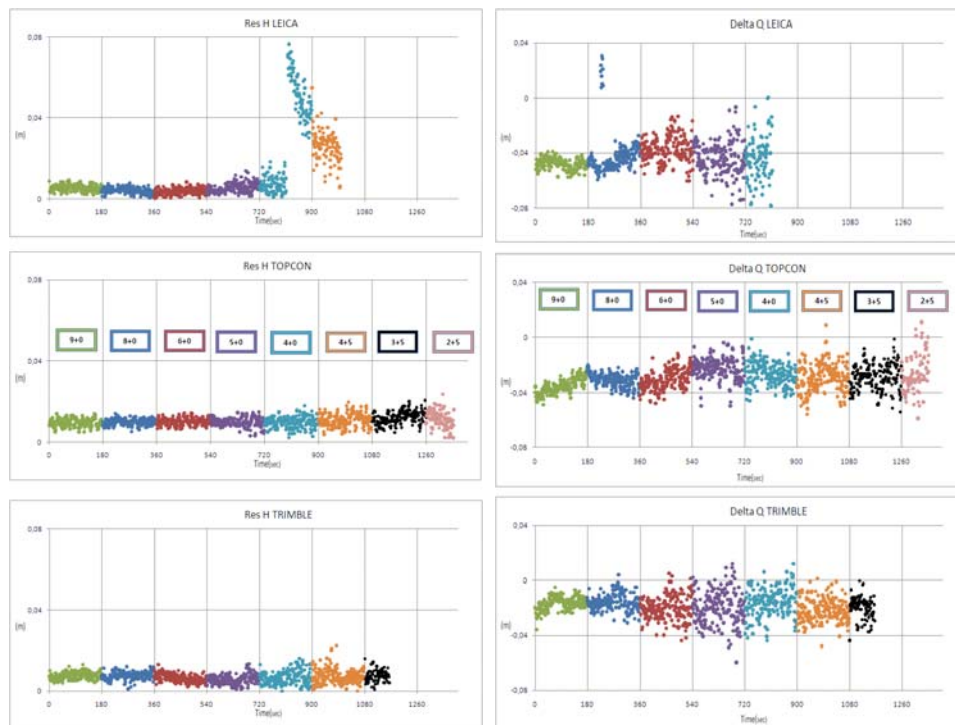 Res H LEICA
0,08
0,04
(m)
0
0 180 360 540 720 900 1080 1260
Time(sec)
Delta Q LEICA
0,04
0
(m)
-0,04
-0,08
0 180 360 540 720 900 1080 1260
Time(sec)
Res H TOPCON
0,08
9+0 8+0 6+0 5+0 4+0 4+5 3+5 2+5
0,04
(m)
0
0 180 360 540 720 900 1080 1260
Time(sec)
Delta Q TOPCON
0,04
9+0 8+0 6+0 5+0 4+0 4+5 3+5 2+5
0
(m)
-0,04
-0,08
0 180 360 540 720 900 1080 1260
Time(sec)
Res H TRIMBLE
0,08
0,04
(m)
0
0 180 360 540 720 900 1080 1260
Time(sec)
Delta Q TRIMBLE
0,04
0
(m)
-0,04
-0,08
0 180 360 540 720 900 1080 1260
Time(sec)